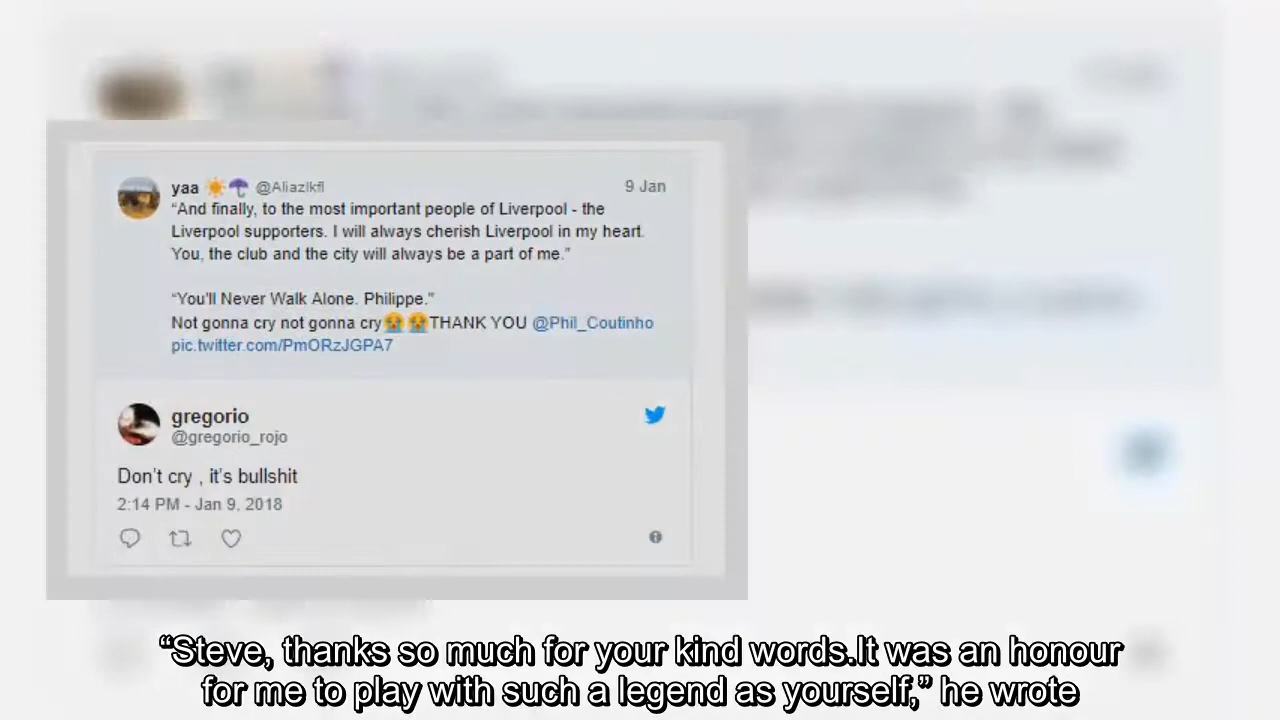 yaa ☀️☂️ @Aliazikfl 9 Jan
“And finally, to the most important people of Liverpool - the
Liverpool supporters. I will always cherish Liverpool in my heart.
You, the club and the city will always be a part of me.”
“You'll Never Walk Alone. Philippe.”
Not gonna cry not gonna cry😭😭THANK YOU @Phil_Coutinho
pic.twitter.com/PmORzJGPA7
gregorio
@gregorio_rojo
Don’t cry , it’s bullshit
2:14 PM - Jan 9, 2018
“Steve, thanks so much for your kind words.It was an honour
for me to play with such a legend as yourself,” he wrote